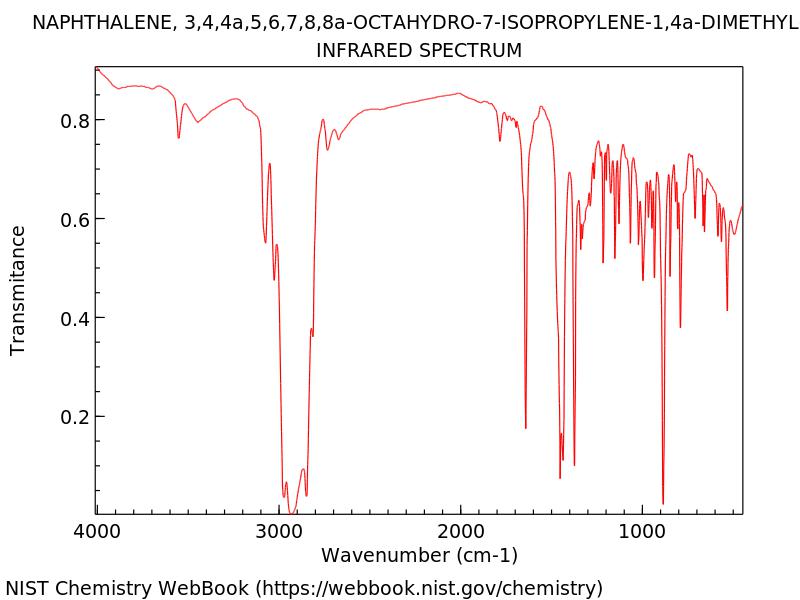 NAPHTHALENE, 3,4,4a,5,6,7,8,8a-OCTAHYDRO-7-ISOPROPYLENE-1,4a-DIMETHYL
INFRARED SPECTRUM
0.8
0.6
0.4
0.2
Transmitance
4000 3000 2000 1000
Wavenumber (cm-1)
NIST Chemistry WebBook (https://webbook.nist.gov/chemistry)